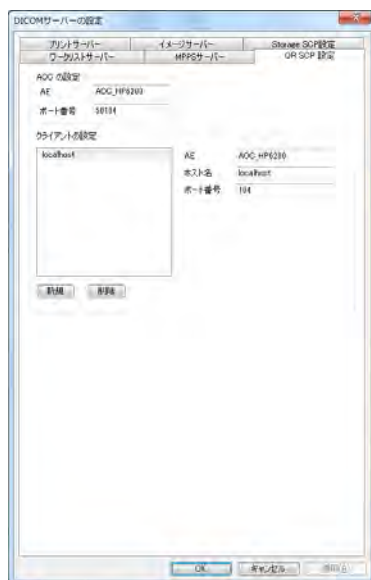 DICOMサーバーの設定
プリントサーバー イメージサーバー Storage SCP設定
ワークリストサーバー MPPSサーバー QR SCP 設定
AOC の設定
AE AOC_HP6200
ポート番号 50104
クライアントの設定
localhost
AE AOC_HP6200
ホスト名 localhost
ポート番号 104
新規 削除
OK キャンセル 適用(A)